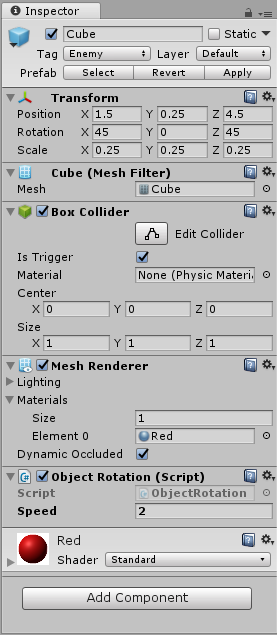 Inspector
Cube Static
Tag Enemy Layer Default
Prefab Select Revert Apply
Transform
Position X 1.5 Y 0.25 Z 4.5
Rotation X 45 Y 0 Z 45
Scale X 0.25 Y 0.25 Z 0.25
Cube (Mesh Filter)
Mesh Cube
Box Collider
Edit Collider
Is Trigger
Material None (Physic Materia
Center
X 0 Y 0 Z 0
Size
X 1 Y 1 Z 1
Mesh Renderer
Lighting
Materials
Size 1
Element 0 Red
Dynamic Occluded
Object Rotation (Script)
Script ObjectRotation
Speed 2
Red
Shader Standard
Add Component